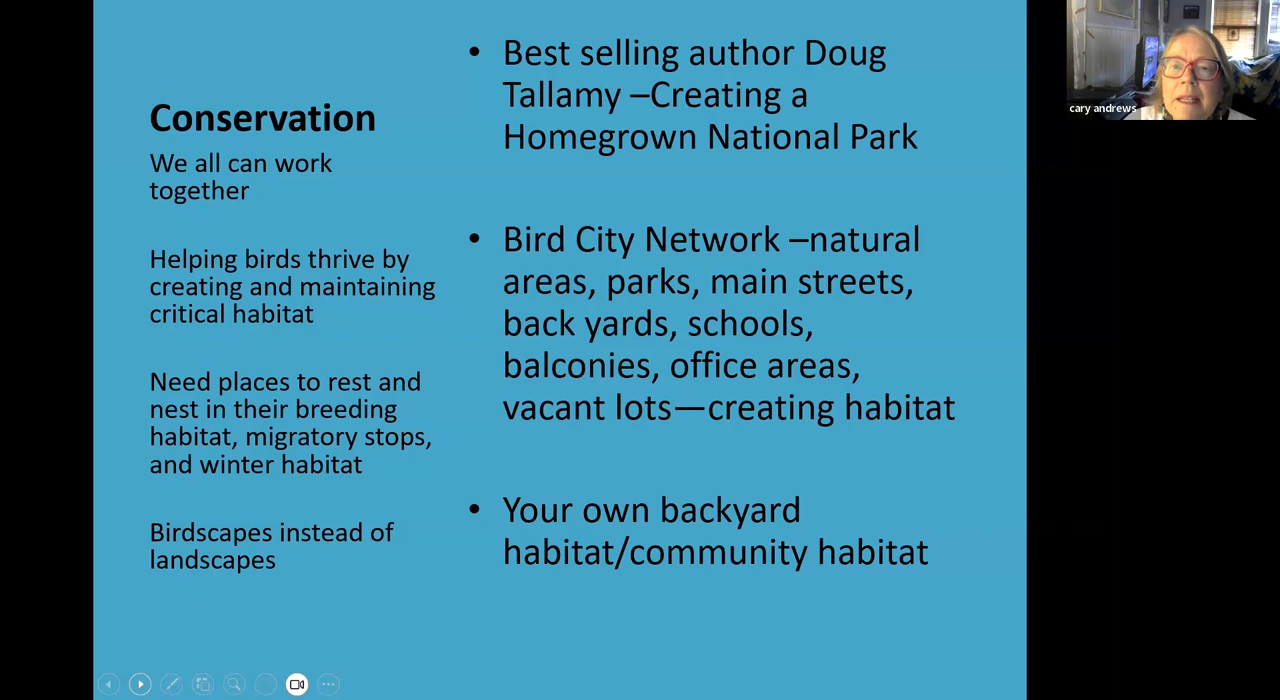 Conservation
We all can work
together
Helping birds thrive by
creating and maintaining
critical habitat
Need places to rest and
nest in their breeding
habitat, migratory stops,
and winter habitat
Birdscapes instead of
landscapes
• Best selling author Doug
Tallamy –Creating a
Homegrown National Park
• Bird City Network –natural
areas, parks, main streets,
back yards, schools,
balconies, office areas,
vacant lots—creating habitat
• Your own backyard
habitat/community habitat
cary andrews